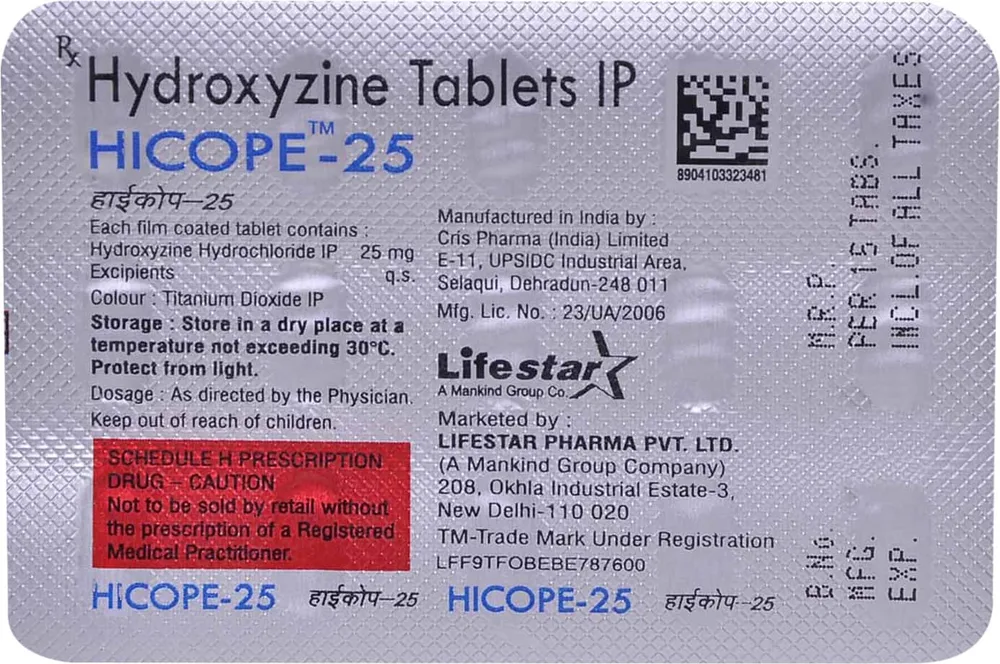 Rx
Hydroxyzine Tablets IP
HICOPE™-25
हाईकोप–25
Each film coated tablet contains :
Hydroxyzine Hydrochloride IP 25 mg
Excipients q.s.
Colour : Titanium Dioxide IP
Storage : Store in a dry place at a
temperature not exceeding 30°C.
Protect from light.
Dosage : As directed by the Physician.
Keep out of reach of children.
SCHEDULE H PRESCRIPTION
DRUG – CAUTION
Not to be sold by retail without
the prescription of a Registered
Medical Practitioner.
8904103323481
Manufactured in India by :
Cris Pharma (India) Limited
E-11, UPSIDC Industrial Area,
Selaqui, Dehradun-248 011
Mfg. Lic. No. : 23/UA/2006
Lifestar
A Mankind Group Co.
Marketed by :
LIFESTAR PHARMA PVT. LTD.
(A Mankind Group Company)
208, Okhla Industrial Estate-3,
New Delhi-110 020
TM-Trade Mark Under Registration
LFF9TFOBEBE787600
HICOPE-25 हाईकोप–25 HICOPE-25 हाईकोप–25
B.NO. M.R.P.
MFG. PER 15 TABS.
EXP. INCL.OF ALL TAXES